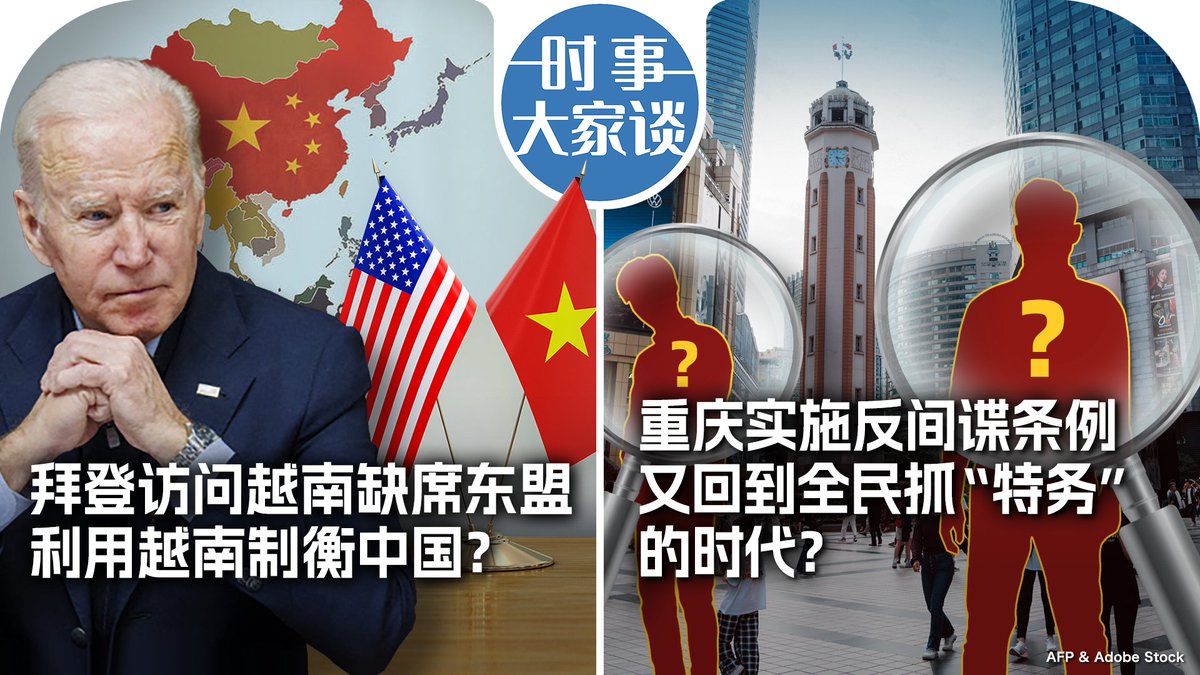 时事
大家谈
拜登访问越南缺席东盟
利用越南制衡中国?
?
?
重庆实施反间谍条例
又回到全民抓“特务”
的时代?
AFP & Adobe Stock